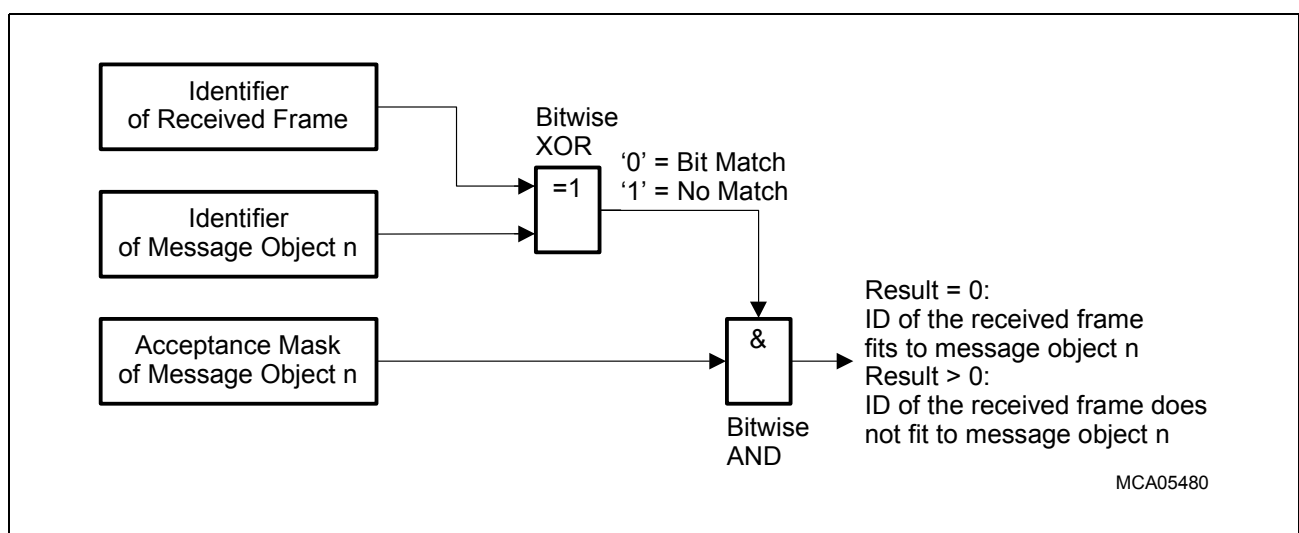 Identifier
of Received Frame
Bitwise
XOR
‘0’ = Bit Match
‘1’ = No Match
=1
Identifier
of Message Object n
Acceptance Mask
of Message Object n
&
Bitwise
AND
Result = 0:
ID of the received frame
fits to message object n
Result > 0:
ID of the received frame does
not fit to message object n
MCA05480